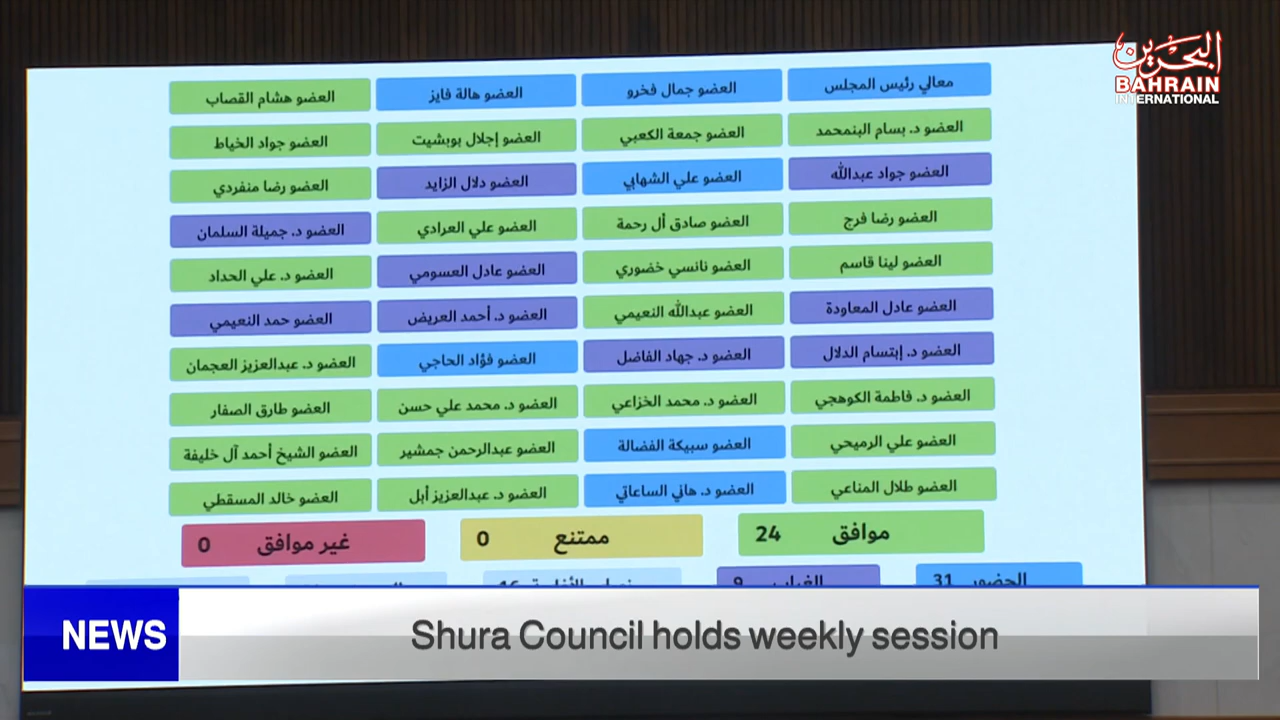 البحرين
BAHRAIN
INTERNATIONAL
معالي رئيس المجلس العضو جمال فخرو العضو هالة فايز العضو هشام القصاب
العضو د. بسام البنمحمد العضو جمعة الكعبي العضو إجلال بوبشيت العضو جواد الخياط
العضو جواد عبدالله العضو علي الشهابي العضو دلال الزايد العضو رضا منفردي
العضو رضا فرج العضو صادق آل رحمة العضو علي العرادي العضو د. جميلة السلمان
العضو لينا قاسم العضو نانسي خضوري العضو عادل العسومي العضو د. علي الحداد
العضو عادل المعاودة العضو عبدالله النعيمي العضو د. أحمد العريض العضو حمد النعيمي
العضو د. إبتسام الدلال العضو د. جهاد الفاضل العضو فؤاد الحاجي العضو د. عبدالعزيز العجمان
العضو د. فاطمة الكوهجي العضو د. محمد الخزاعي العضو د. محمد علي حسن العضو طارق الصفار
العضو علي الرميحي العضو سبيكة الفضالة العضو عبدالرحمن جمشير العضو الشيخ أحمد آل خليفة
العضو طلال المناعي العضو د. هاني الساعاتي العضو د. عبدالعزيز أبل العضو خالد المسقطي
موافق 24 ممتنع 0 غير موافق 0
الحضور 31 الغياب 9
NEWS
Shura Council holds weekly session